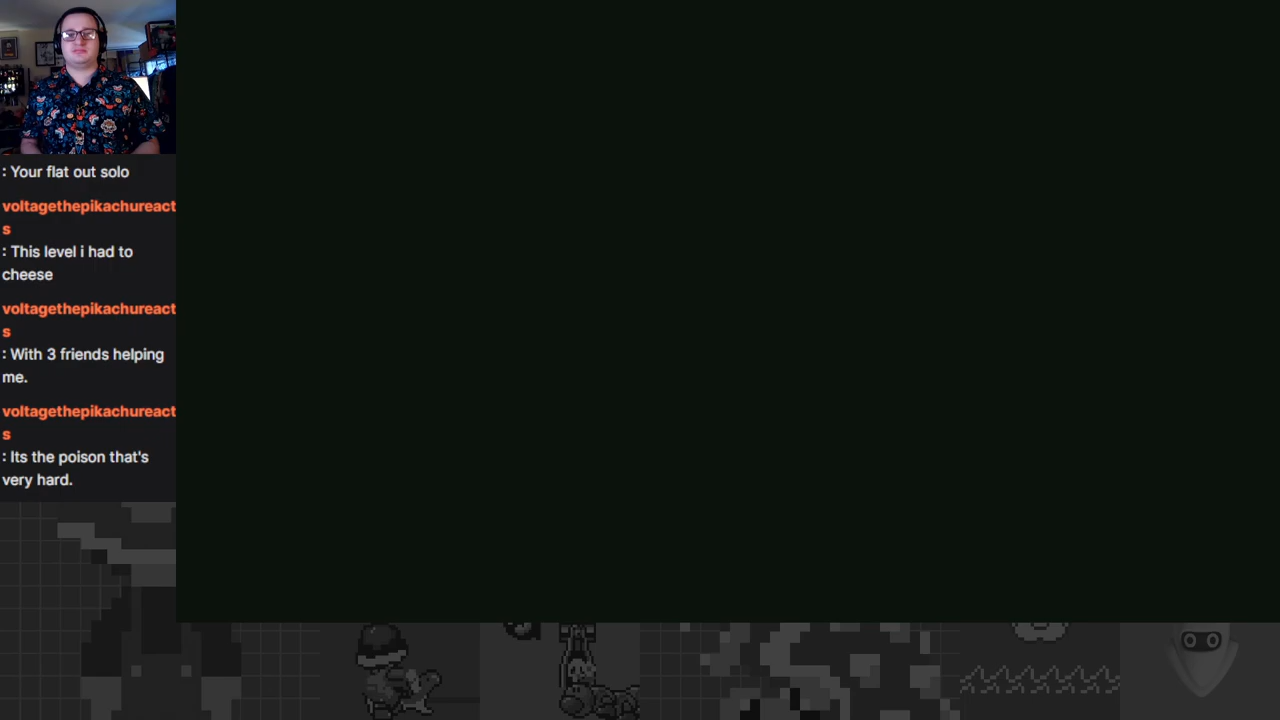 : Your flat out solo
voltagethepikachureact
s
: This level i had to
cheese
voltagethepikachureact
s
: With 3 friends helping
me.
voltagethepikachureact
s
: Its the poison that's
very hard.